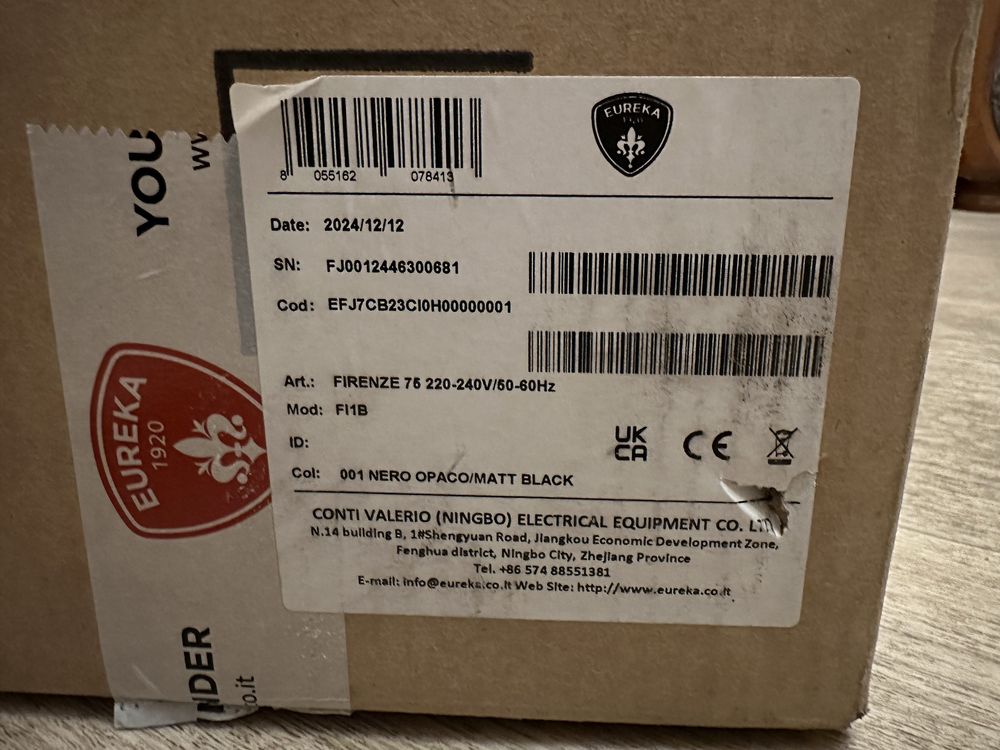 YOU
EUREKA
1920
NDER
co.it
8 055162 078413
EUREKA
1920
Date: 2024/12/12
SN: FJ0012446300681
Cod: EFJ7CB23CI0H00000001
Art.: FIRENZE 75 220-240V/50-60Hz
Mod: FI1B
ID:
UK
CA
CE
Col: 001 NERO OPACO/MATT BLACK
CONTI VALERIO (NINGBO) ELECTRICAL EQUIPMENT CO. LTD
N.14 building B, 1#Shengyuan Road, Jiangkou Economic Development Zone,
Fenghua district, Ningbo City, Zhejiang Province
Tel. +86 574 88551381
E-mail: info@eureka.co.it Web Site: http://www.eureka.co.it